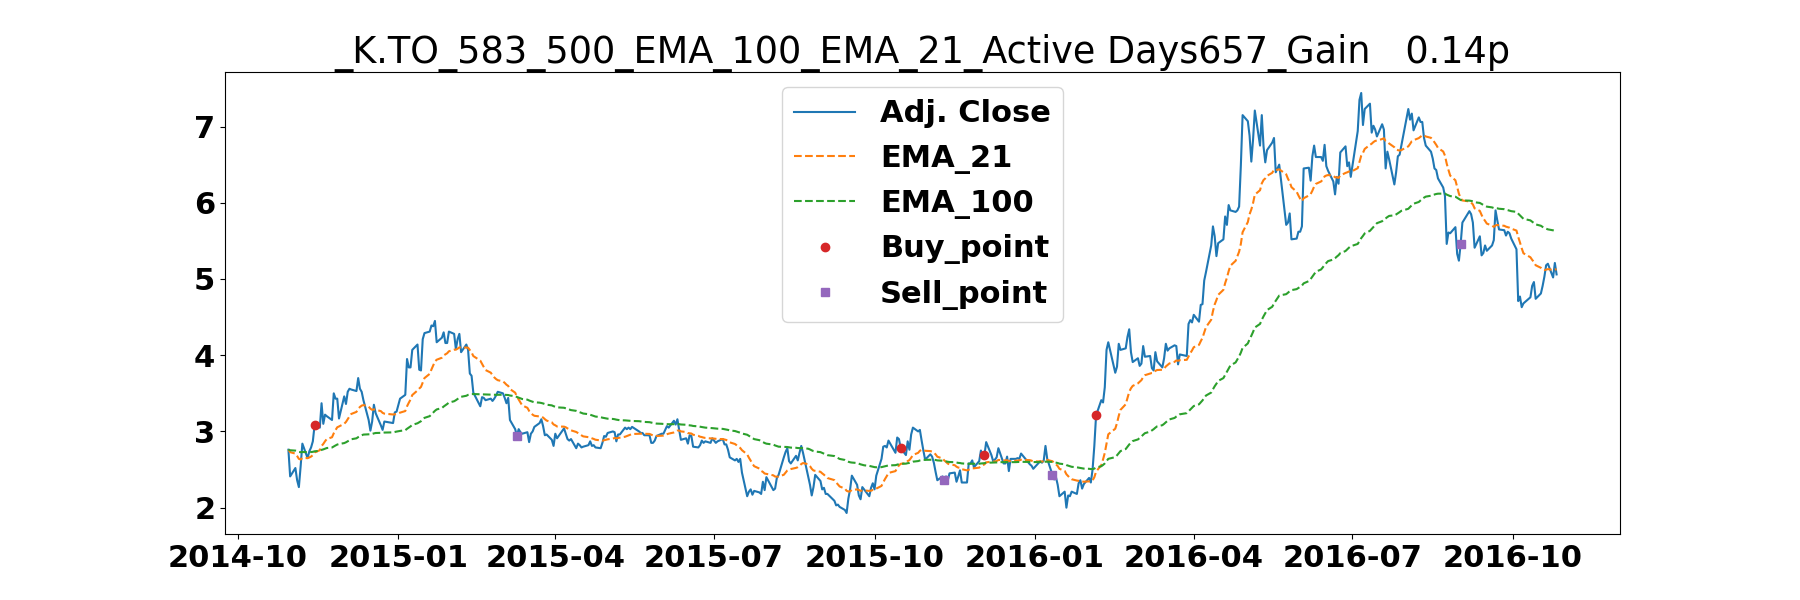 _K.TO_583_500_EMA_100_EMA_21_Active Days657_Gain   0.14p
Adj. Close
EMA_21
EMA_100
Buy_point
Sell_point
7
6
5
4
3
2
2014-10 2015-01 2015-04 2015-07 2015-10 2016-01 2016-04 2016-07 2016-10